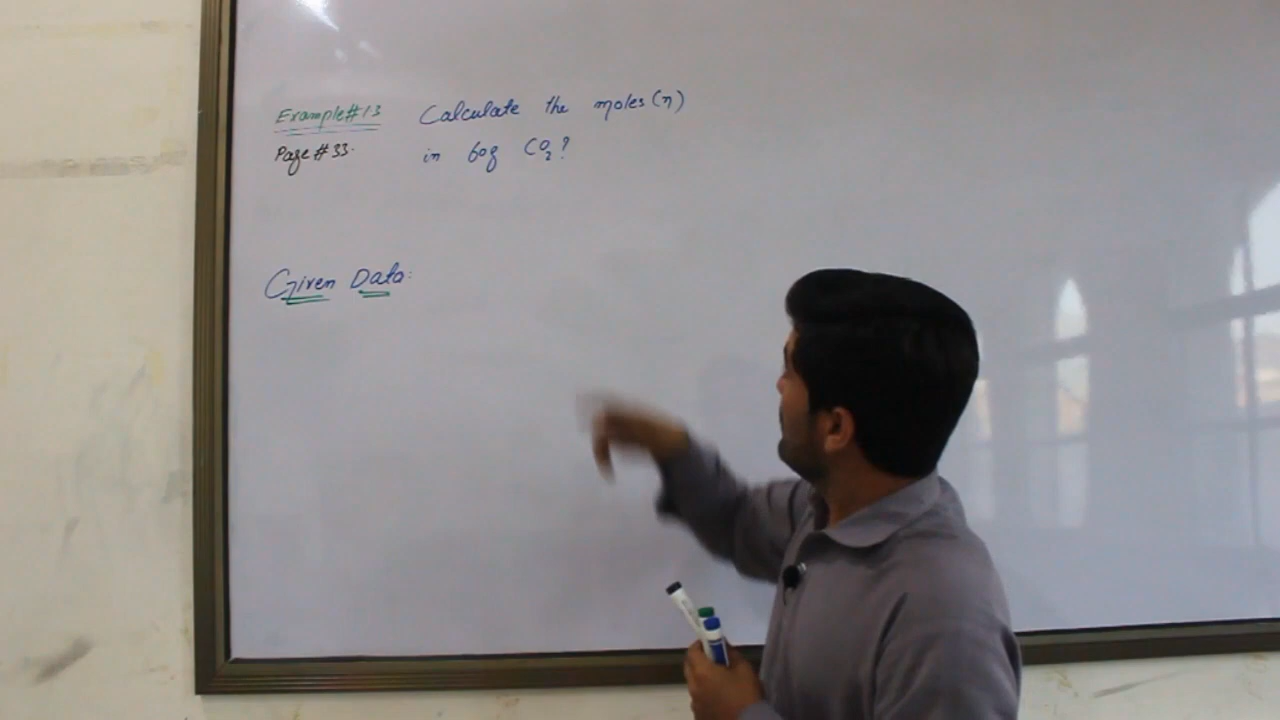 Example#13 Calculate the moles(n)
Page#33. in 60g CO₂?
Given Data: